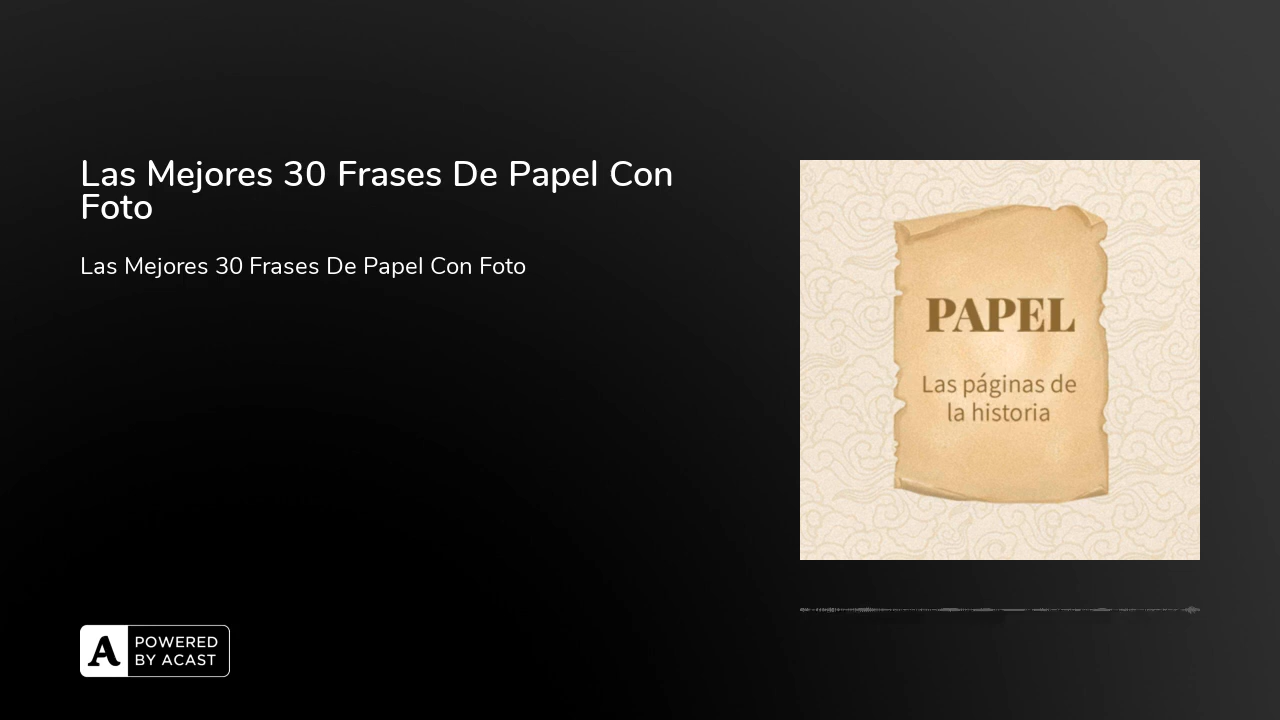 Las Mejores 30 Frases De Papel Con
Foto
Las Mejores 30 Frases De Papel Con Foto
PAPEL
Las páginas de
la historia
A
POWERED
BY ACAST